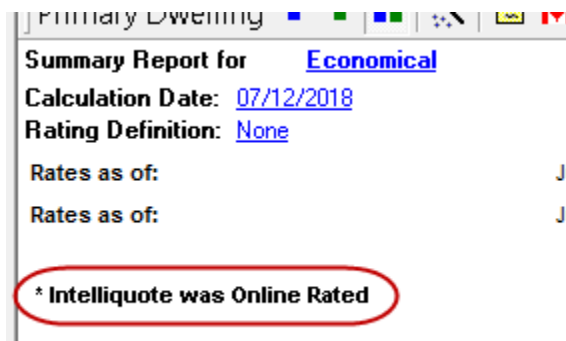 Primary Dwelling
Summary Report for Economical
Calculation Date: 07/12/2018
Rating Definition: None
Rates as of: J
Rates as of: J
* Intelliquote was Online Rated